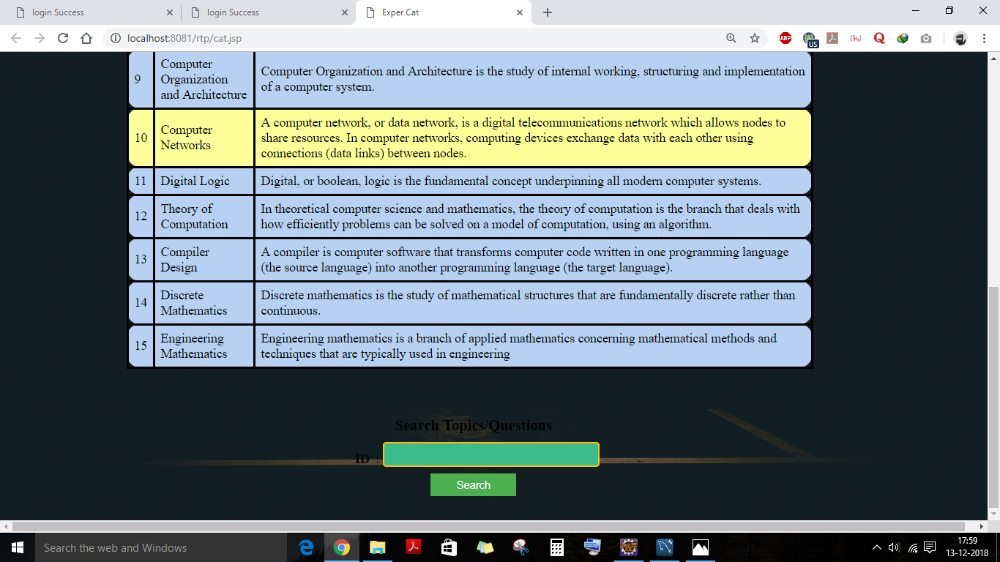 login Success
login Success
Exper Cat
localhost:8081/rtp/cat.jsp
ABP
US
Q
9
Computer
Organization
and Architecture
Computer Organization and Architecture is the study of internal working, structuring and implementation
of a computer system.
10
Computer
Networks
A computer network, or data network, is a digital telecommunications network which allows nodes to
share resources. In computer networks, computing devices exchange data with each other using
connections (data links) between nodes.
11
Digital Logic
Digital, or boolean, logic is the fundamental concept underpinning all modern computer systems.
12
Theory of
Computation
In theoretical computer science and mathematics, the theory of computation is the branch that deals with
how efficiently problems can be solved on a model of computation, using an algorithm.
13
Compiler
Design
A compiler is computer software that transforms computer code written in one programming language
(the source language) into another programming language (the target language).
14
Discrete
Mathematics
Discrete mathematics is the study of mathematical structures that are fundamentally discrete rather than
continuous.
15
Engineering
Mathematics
Engineering mathematics is a branch of applied mathematics concerning mathematical methods and
techniques that are typically used in engineering
Search Topics/Questions
ID :
Search
Search the web and Windows
17:59
13-12-2018